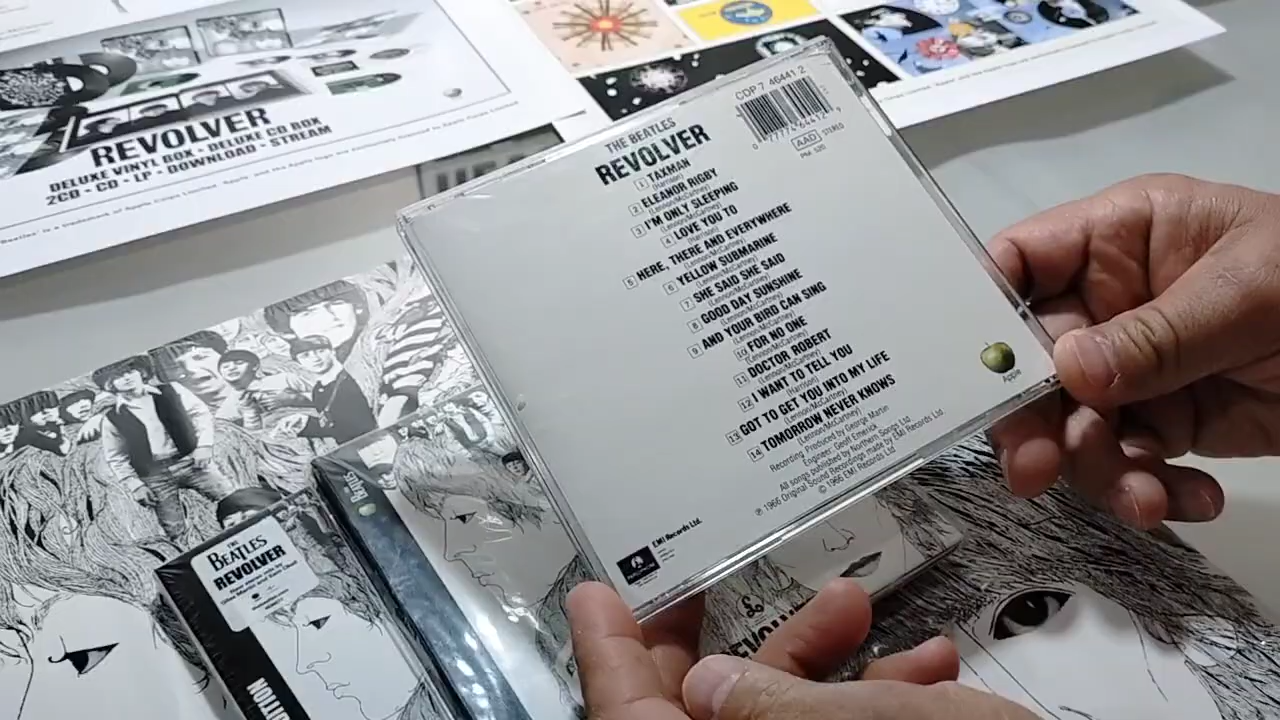 REVOLVER
DELUXE VINYL BOX • DELUXE CD BOX
2CD • CD • LP • DOWNLOAD • STREAM
CDP 7 46441 2
AAD STEREO
THE BEATLES
REVOLVER
1 TAXMAN
(Harrison)
2 ELEANOR RIGBY
(Lennon/McCartney)
3 I'M ONLY SLEEPING
(Lennon/McCartney)
4 LOVE YOU TO
(Harrison)
5 HERE, THERE AND EVERYWHERE
(Lennon/McCartney)
6 YELLOW SUBMARINE
(Lennon/McCartney)
7 SHE SAID SHE SAID
(Lennon/McCartney)
8 GOOD DAY SUNSHINE
(Lennon/McCartney)
9 AND YOUR BIRD CAN SING
(Lennon/McCartney)
10 FOR NO ONE
(Lennon/McCartney)
11 DOCTOR ROBERT
(Lennon/McCartney)
12 I WANT TO TELL YOU
(Harrison)
13 GOT TO GET YOU INTO MY LIFE
(Lennon/McCartney)
14 TOMORROW NEVER KNOWS
(Lennon/McCartney)
Recording Produced by George Martin
Engineer: Geoff Emerick
All songs published by Northern Songs Ltd.
℗ 1966 Original Sound Recordings made by EMI Records Ltd.
© 1966 EMI Records Ltd
EMI Records Ltd.
Apple
THE BEATLES
REVOLVER